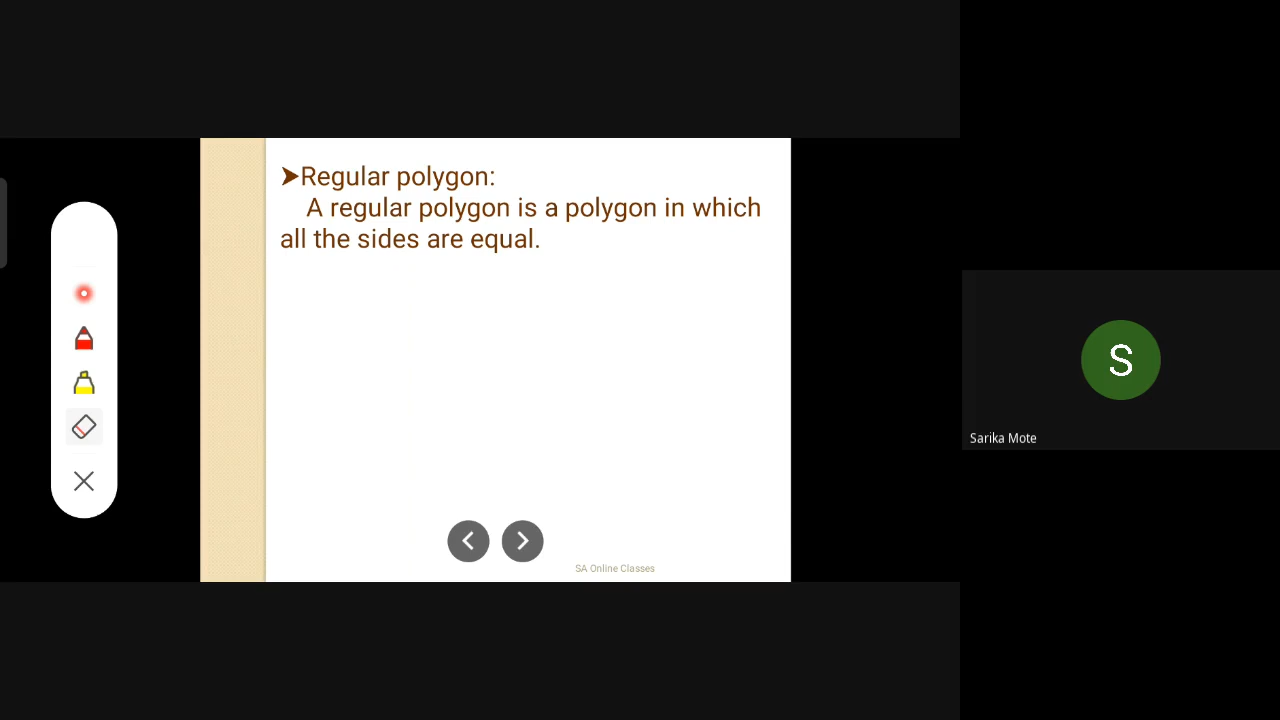 ➤Regular polygon:
A regular polygon is a polygon in which
all the sides are equal.
SA Online Classes
S
Sarika Mote